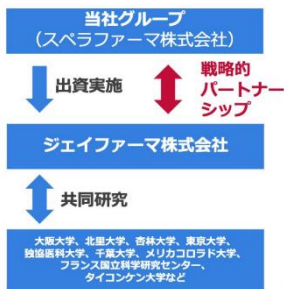 当社グループ
（スペラファーマ株式会社）
出資実施
戦略的
パートナー
シップ
ジェイファーマ株式会社
共同研究
大阪大学、北里大学、杏林大学、東京大学、
独協医科大学、千葉大学、メリカコロラド大学、
フランス国立科学研究センター、
タイコンケン大学など